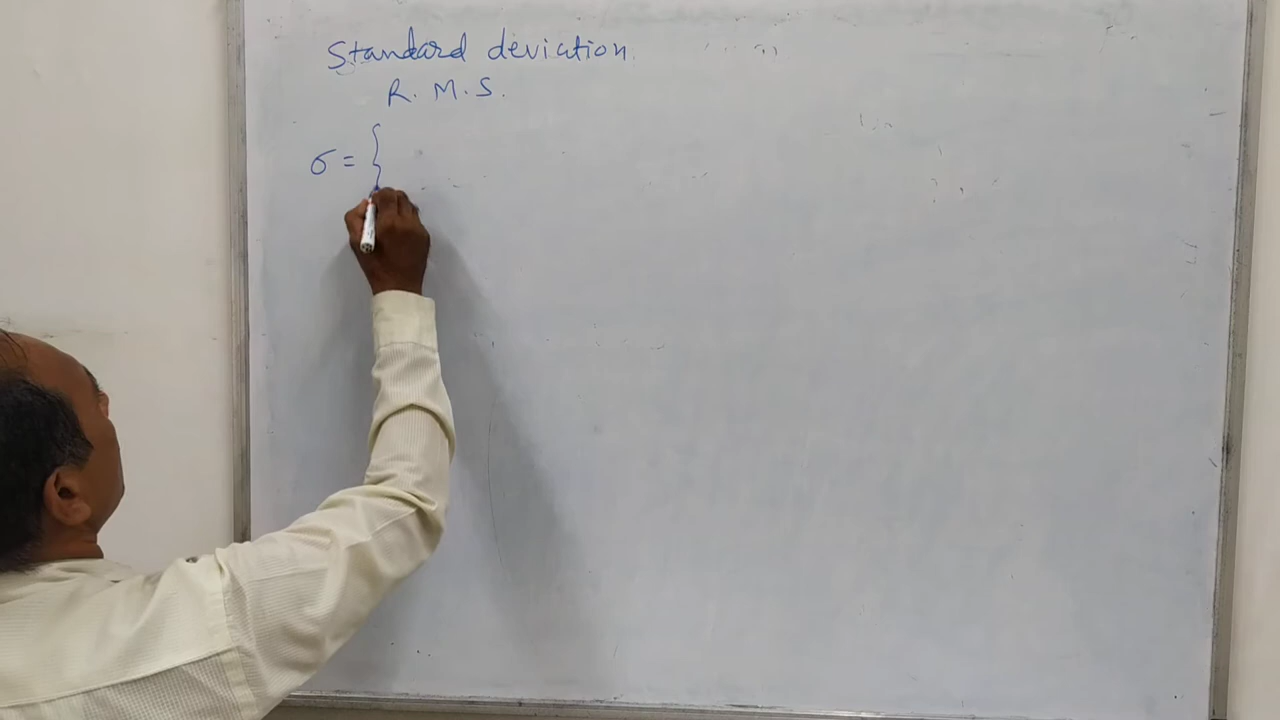 Standard deviation
R. M. S.
σ = {